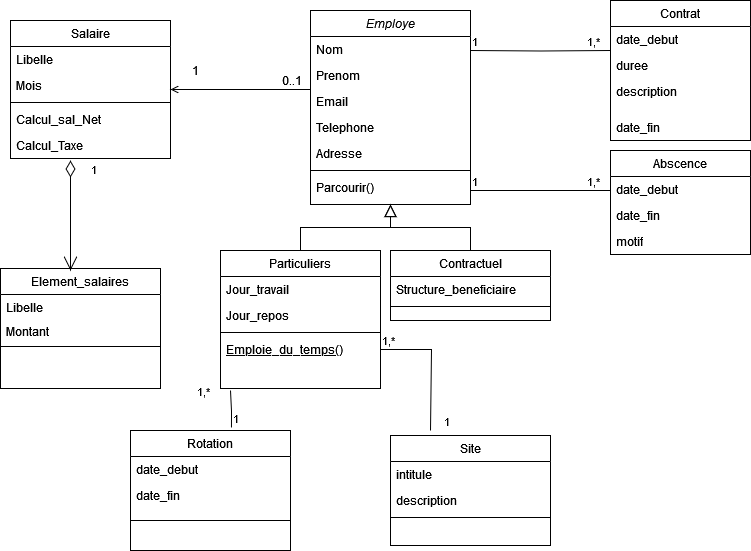 Salaire
Libelle
Mois
Calcul_sal_Net
Calcul_Taxe
1
1
0..1
Employe
Nom
Prenom
Email
Telephone
Adresse
Parcourir()
1
1,*
Contrat
date_debut
duree
description
date_fin
1
1,*
Abscence
date_debut
date_fin
motif
Element_salaires
Libelle
Montant
Particuliers
Jour_travail
Jour_repos
Emploie_du_temps()
Contractuel
Structure_beneficiaire
1,*
1
1,*
1
Rotation
date_debut
date_fin
Site
intitule
description